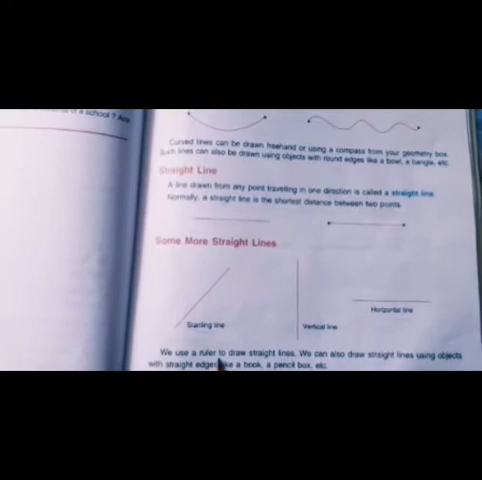 of a school ? Are
Curved lines can be drawn freehand or using a compass from your geometry box.
Such lines can also be drawn using objects with round edges like a bowl, a bangle, etc.
Straight Line
A line drawn from any point travelling in one direction is called a straight line.
Normally, a straight line is the shortest distance between two points.
Some More Straight Lines
Slanting line
Vertical line
Horizontal line
We use a ruler to draw straight lines. We can also draw straight lines using objects
with straight edges like a book, a pencil box, etc.